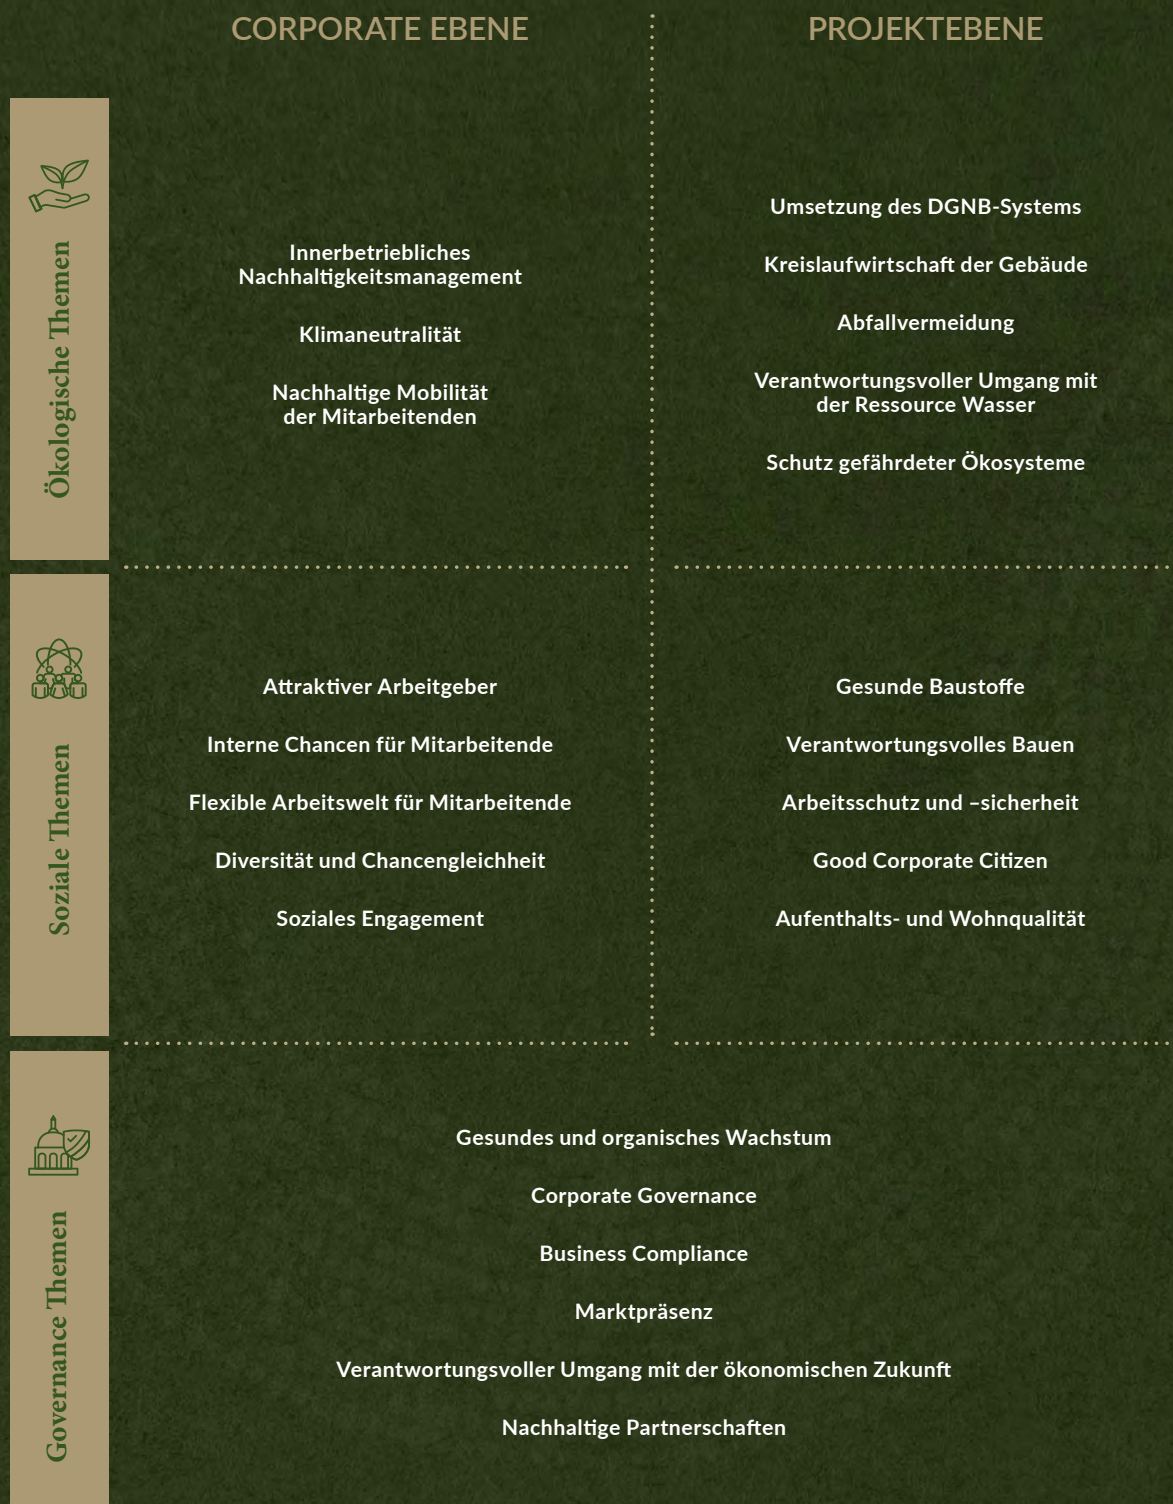 CORPORATE EBENE
PROJEKTEBENE
Ökologische Themen
Innerbetriebliches
Nachhaltigkeitsmanagement
Klimaneutralität
Nachhaltige Mobilität
der Mitarbeitenden
Umsetzung des DGNB-Systems
Kreislaufwirtschaft der Gebäude
Abfallvermeidung
Verantwortungsvoller Umgang mit
der Ressource Wasser
Schutz gefährdeter Ökosysteme
Soziale Themen
Attraktiver Arbeitgeber
Interne Chancen für Mitarbeitende
Flexible Arbeitswelt für Mitarbeitende
Diversität und Chancengleichheit
Soziales Engagement
Gesunde Baustoffe
Verantwortungsvolles Bauen
Arbeitsschutz und –sicherheit
Good Corporate Citizen
Aufenthalts- und Wohnqualität
Governance Themen
Gesundes und organisches Wachstum
Corporate Governance
Business Compliance
Marktpräsenz
Verantwortungsvoller Umgang mit der ökonomischen Zukunft
Nachhaltige Partnerschaften